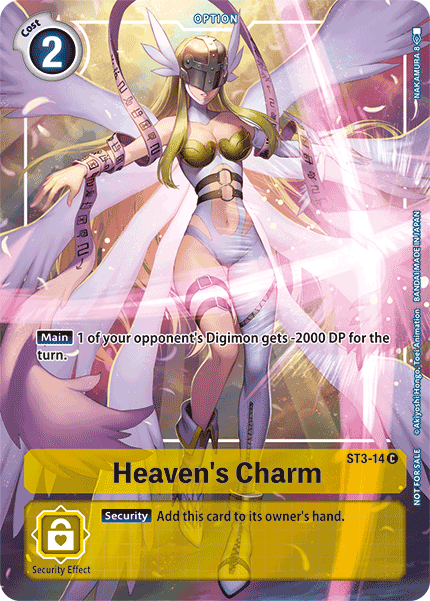 Cost
2
OPTION
NAKAMURA 8
Main 1 of your opponent's Digimon gets -2000 DP for the
turn.
©Akiyoshi Hongo, Toei Animation BANDAI MADE IN JAPAN
NOT FOR SALE
ST3-14 C
Heaven's Charm
Security Add this card to its owner's hand.
Security Effect